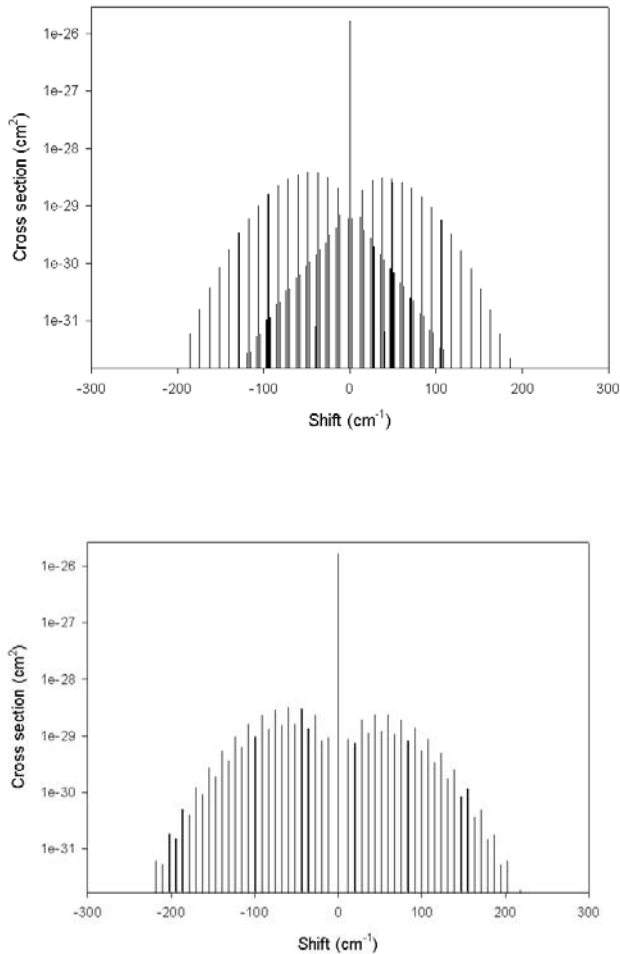 1e-26
1e-27
1e-28
1e-29
1e-30
1e-31
Cross section (cm²)
-300 -200 -100 0 100 200 300
Shift (cm⁻¹)
1e-26
1e-27
1e-28
1e-29
1e-30
1e-31
Cross section (cm²)
-300 -200 -100 0 100 200 300
Shift (cm⁻¹)